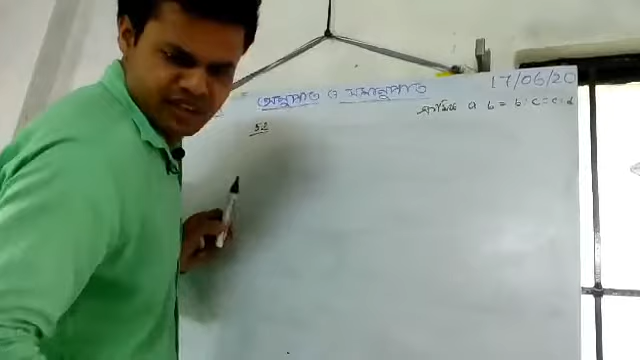 অনুপাত ও সমানুপাত
17/06/20
a b = b : c = c : d